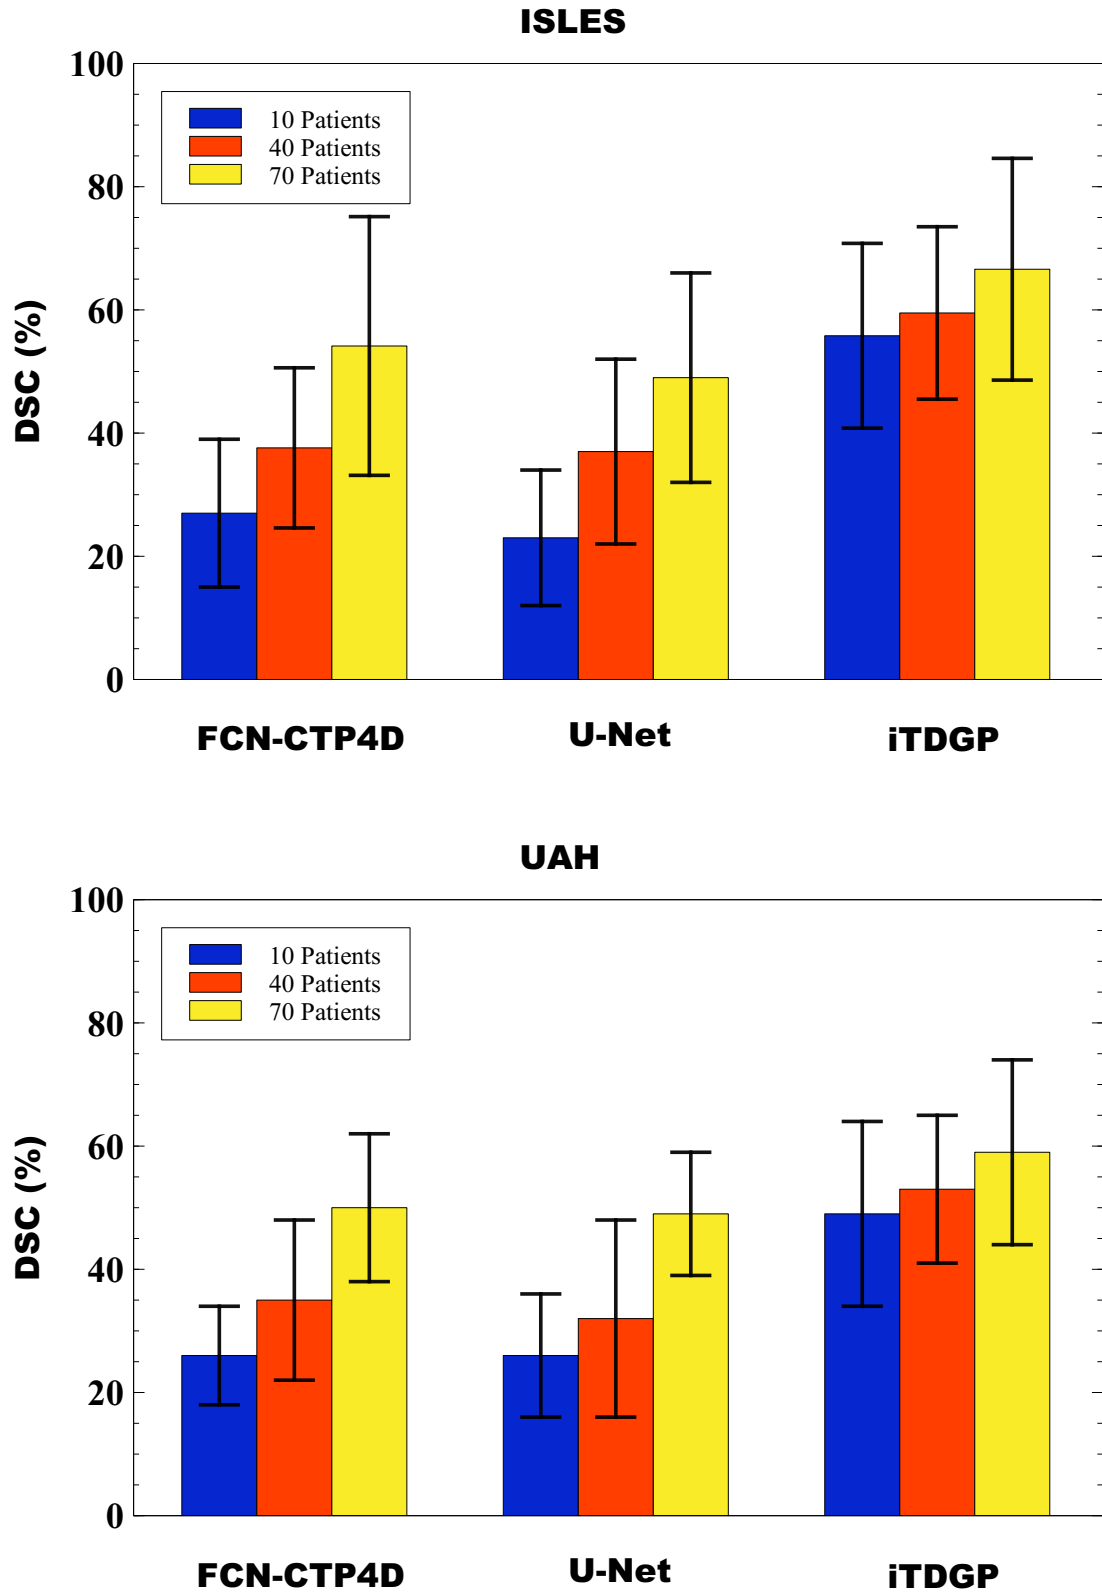 ISLES
100
80
60
40
20
0
DSC (%)
10 Patients
40 Patients
70 Patients
FCN-CTP4D U-Net iTDGP
UAH
100
80
60
40
20
0
DSC (%)
10 Patients
40 Patients
70 Patients
FCN-CTP4D U-Net iTDGP